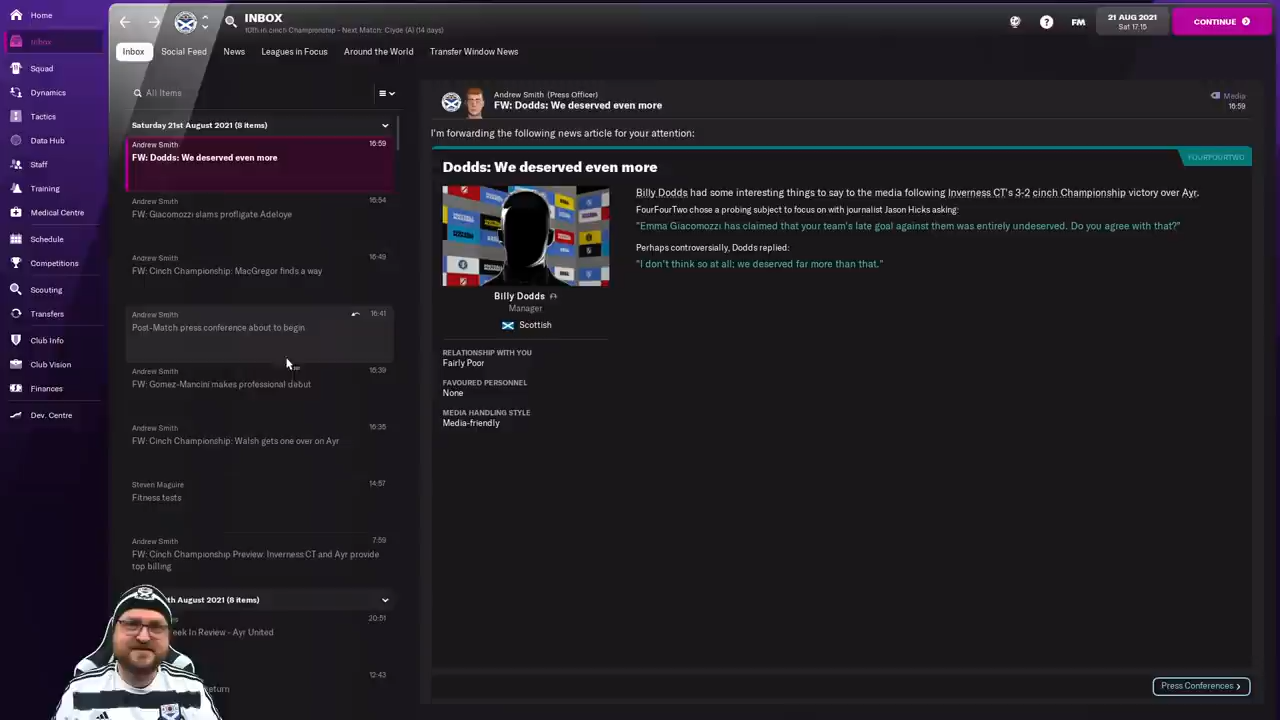 Home
Inbox
Squad
Dynamics
Tactics
Data Hub
Staff
Training
Medical Centre
Schedule
Competitions
Scouting
Transfers
Club Info
Club Vision
Finances
Dev. Centre
INBOX
10th in cinch Championship - Next Match: Clyde (A) (14 days)
FM
21 AUG 2021
Sat 17:15
CONTINUE
Inbox
Social Feed
News
Leagues in Focus
Around the World
Transfer Window News
All Items
Saturday 21st August 2021 (8 items)
Andrew Smith 16:59
FW: Dodds: We deserved even more
Andrew Smith 16:54
FW: Giacomozzi slams profligate Adeloye
Andrew Smith 16:49
FW: Cinch Championship: MacGregor finds a way
Andrew Smith 16:41
Post-Match press conference about to begin
Andrew Smith 16:39
FW: Gomez-Mancini makes professional debut
Andrew Smith 16:35
FW: Cinch Championship: Walsh gets one over on Ayr
Steven Maguire 14:57
Fitness tests
Andrew Smith 7:59
FW: Cinch Championship Preview: Inverness CT and Ayr provide
top billing
August 2021 (8 items)
20:51
eek In Review - Ayr United
12:43
return
Andrew Smith (Press Officer)
FW: Dodds: We deserved even more
Media
16:59
I'm forwarding the following news article for your attention:
Dodds: We deserved even more
FOURFOURTWO
Billy Dodds
Manager
Scottish
RELATIONSHIP WITH YOU
Fairly Poor
FAVOURED PERSONNEL
None
MEDIA HANDLING STYLE
Media-friendly
Billy Dodds had some interesting things to say to the media following Inverness CT's 3-2 cinch Championship victory over Ayr.
FourFourTwo chose a probing subject to focus on with journalist Jason Hicks asking:
"Emma Giacomozzi has claimed that your team's late goal against them was entirely undeserved. Do you agree with that?"
Perhaps controversially, Dodds replied:
"I don't think so at all; we deserved far more than that."
Press Conferences